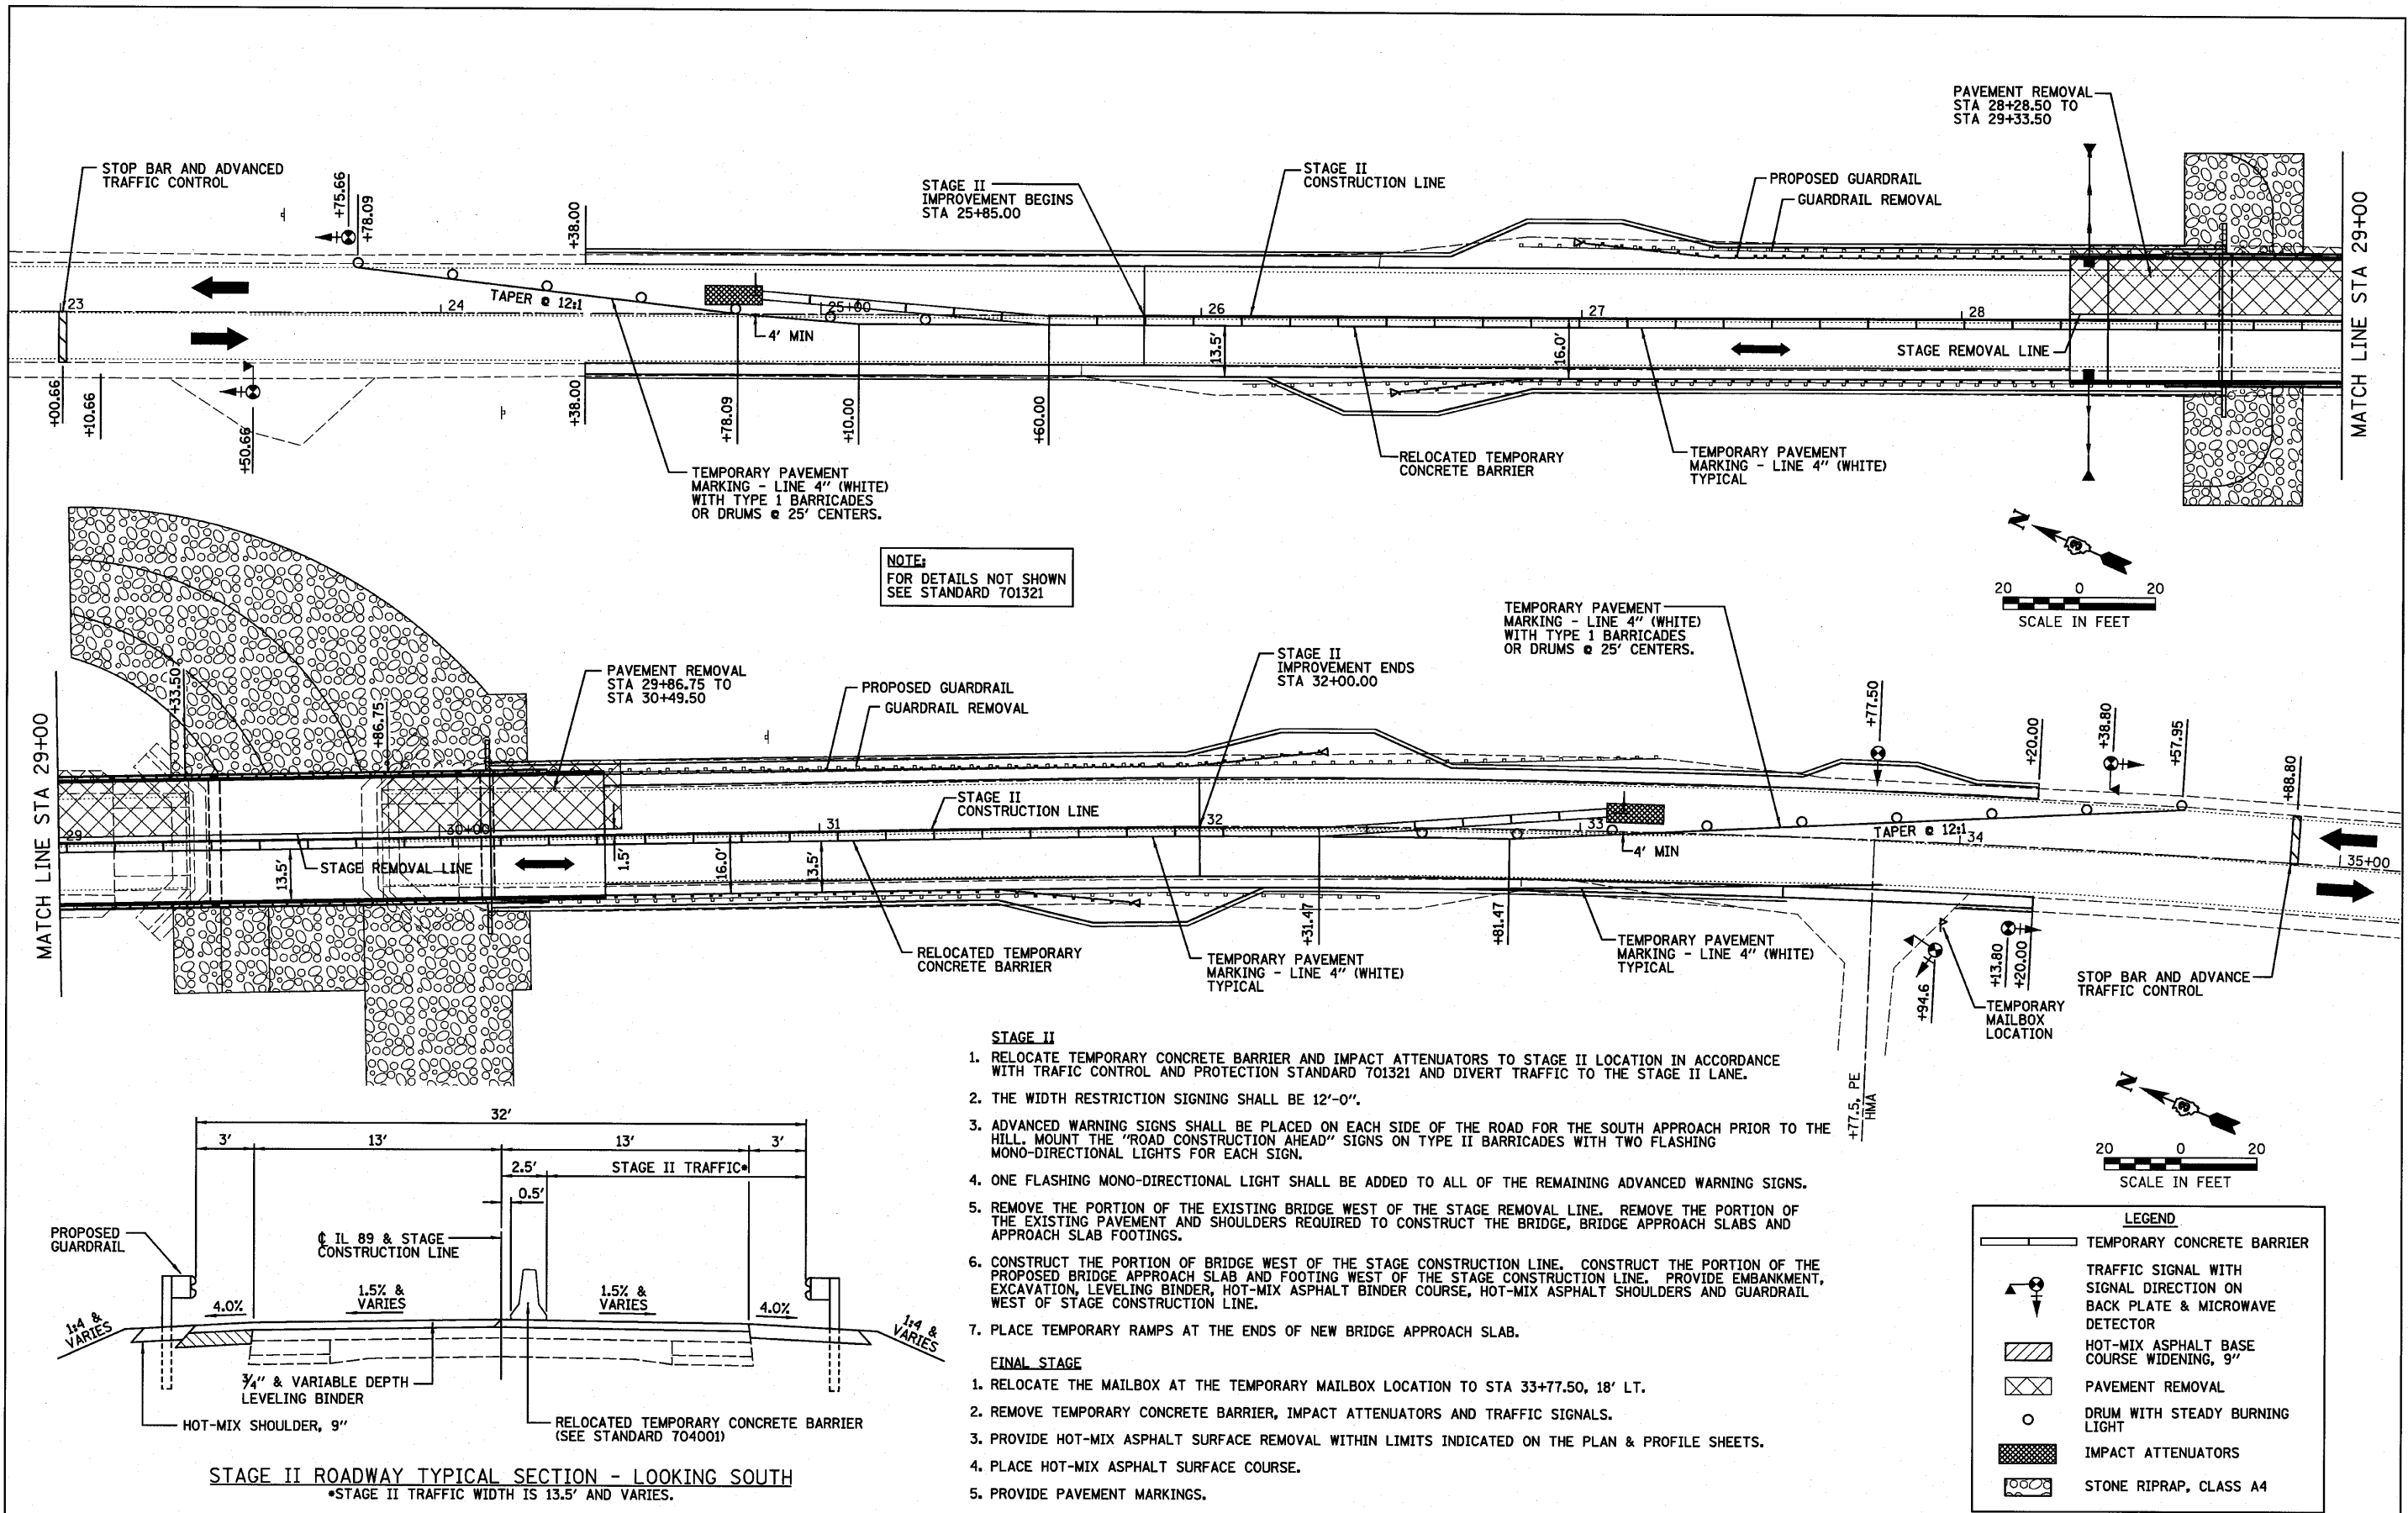 PAVEMENT REMOVAL
STA 28+28.50 TO
STA 29+33.50
STOP BAR AND ADVANCED
TRAFFIC CONTROL
+75.66
+78.09
+38.00
STAGE II
IMPROVEMENT BEGINS
STA 25+85.00
STAGE II
CONSTRUCTION LINE
PROPOSED GUARDRAIL
GUARDRAIL REMOVAL
MATCH LINE STA 29+00
23
24
TAPER @ 12:1
25+00
26
27
28
4' MIN
13.5'
16.0'
STAGE REMOVAL LINE
+00.66
+10.66
+50.66
+38.00
+78.09
+10.00
+60.00
TEMPORARY PAVEMENT
MARKING - LINE 4" (WHITE)
WITH TYPE 1 BARRICADES
OR DRUMS @ 25' CENTERS.
RELOCATED TEMPORARY
CONCRETE BARRIER
TEMPORARY PAVEMENT
MARKING - LINE 4" (WHITE)
TYPICAL
N
3
20 0 20
SCALE IN FEET
NOTE:
FOR DETAILS NOT SHOWN
SEE STANDARD 701321
MATCH LINE STA 29+00
+33.50
+86.75
PAVEMENT REMOVAL
STA 29+86.75 TO
STA 30+49.50
PROPOSED GUARDRAIL
GUARDRAIL REMOVAL
STAGE II
CONSTRUCTION LINE
STAGE II
IMPROVEMENT ENDS
STA 32+00.00
TEMPORARY PAVEMENT
MARKING - LINE 4" (WHITE)
WITH TYPE 1 BARRICADES
OR DRUMS @ 25' CENTERS.
+77.50
+20.00
+38.80
+57.95
+88.80
29
30+00
31
32
33
34
35+00
TAPER @ 12:1
4' MIN
STAGE REMOVAL LINE
13.5'
1.5'
16.0'
13.5'
+31.47
+81.47
RELOCATED TEMPORARY
CONCRETE BARRIER
TEMPORARY PAVEMENT
MARKING - LINE 4" (WHITE)
TYPICAL
TEMPORARY PAVEMENT
MARKING - LINE 4" (WHITE)
TYPICAL
+94.6
+13.80
+20.00
TEMPORARY
MAILBOX
LOCATION
STOP BAR AND ADVANCE
TRAFFIC CONTROL
+77.5, PE
HMA
N
3
20 0 20
SCALE IN FEET
STAGE II
1. RELOCATE TEMPORARY CONCRETE BARRIER AND IMPACT ATTENUATORS TO STAGE II LOCATION IN ACCORDANCE
WITH TRAFIC CONTROL AND PROTECTION STANDARD 701321 AND DIVERT TRAFFIC TO THE STAGE II LANE.
2. THE WIDTH RESTRICTION SIGNING SHALL BE 12'-0".
3. ADVANCED WARNING SIGNS SHALL BE PLACED ON EACH SIDE OF THE ROAD FOR THE SOUTH APPROACH PRIOR TO THE
HILL. MOUNT THE "ROAD CONSTRUCTION AHEAD" SIGNS ON TYPE II BARRICADES WITH TWO FLASHING
MONO-DIRECTIONAL LIGHTS FOR EACH SIGN.
4. ONE FLASHING MONO-DIRECTIONAL LIGHT SHALL BE ADDED TO ALL OF THE REMAINING ADVANCED WARNING SIGNS.
5. REMOVE THE PORTION OF THE EXISTING BRIDGE WEST OF THE STAGE REMOVAL LINE. REMOVE THE PORTION OF
THE EXISTING PAVEMENT AND SHOULDERS REQUIRED TO CONSTRUCT THE BRIDGE, BRIDGE APPROACH SLABS AND
APPROACH SLAB FOOTINGS.
6. CONSTRUCT THE PORTION OF BRIDGE WEST OF THE STAGE CONSTRUCTION LINE. CONSTRUCT THE PORTION OF THE
PROPOSED BRIDGE APPROACH SLAB AND FOOTING WEST OF THE STAGE CONSTRUCTION LINE. PROVIDE EMBANKMENT,
EXCAVATION, LEVELING BINDER, HOT-MIX ASPHALT BINDER COURSE, HOT-MIX ASPHALT SHOULDERS AND GUARDRAIL
WEST OF STAGE CONSTRUCTION LINE.
7. PLACE TEMPORARY RAMPS AT THE ENDS OF NEW BRIDGE APPROACH SLAB.
FINAL STAGE
1. RELOCATE THE MAILBOX AT THE TEMPORARY MAILBOX LOCATION TO STA 33+77.50, 18' LT.
2. REMOVE TEMPORARY CONCRETE BARRIER, IMPACT ATTENUATORS AND TRAFFIC SIGNALS.
3. PROVIDE HOT-MIX ASPHALT SURFACE REMOVAL WITHIN LIMITS INDICATED ON THE PLAN & PROFILE SHEETS.
4. PLACE HOT-MIX ASPHALT SURFACE COURSE.
5. PROVIDE PAVEMENT MARKINGS.
32'
3' 13' 13' 3'
2.5' STAGE II TRAFFIC*
0.5'
PROPOSED
GUARDRAIL
℄ IL 89 & STAGE
CONSTRUCTION LINE
1:4 &
VARIES
4.0%
1.5% &
VARIES
1.5% &
VARIES
4.0%
1:4 &
VARIES
3/4" & VARIABLE DEPTH
LEVELING BINDER
HOT-MIX SHOULDER, 9"
RELOCATED TEMPORARY CONCRETE BARRIER
(SEE STANDARD 704001)
STAGE II ROADWAY TYPICAL SECTION - LOOKING SOUTH
*STAGE II TRAFFIC WIDTH IS 13.5' AND VARIES.
LEGEND
TEMPORARY CONCRETE BARRIER
TRAFFIC SIGNAL WITH
SIGNAL DIRECTION ON
BACK PLATE & MICROWAVE
DETECTOR
HOT-MIX ASPHALT BASE
COURSE WIDENING, 9"
PAVEMENT REMOVAL
DRUM WITH STEADY BURNING
LIGHT
IMPACT ATTENUATORS
STONE RIPRAP, CLASS A4